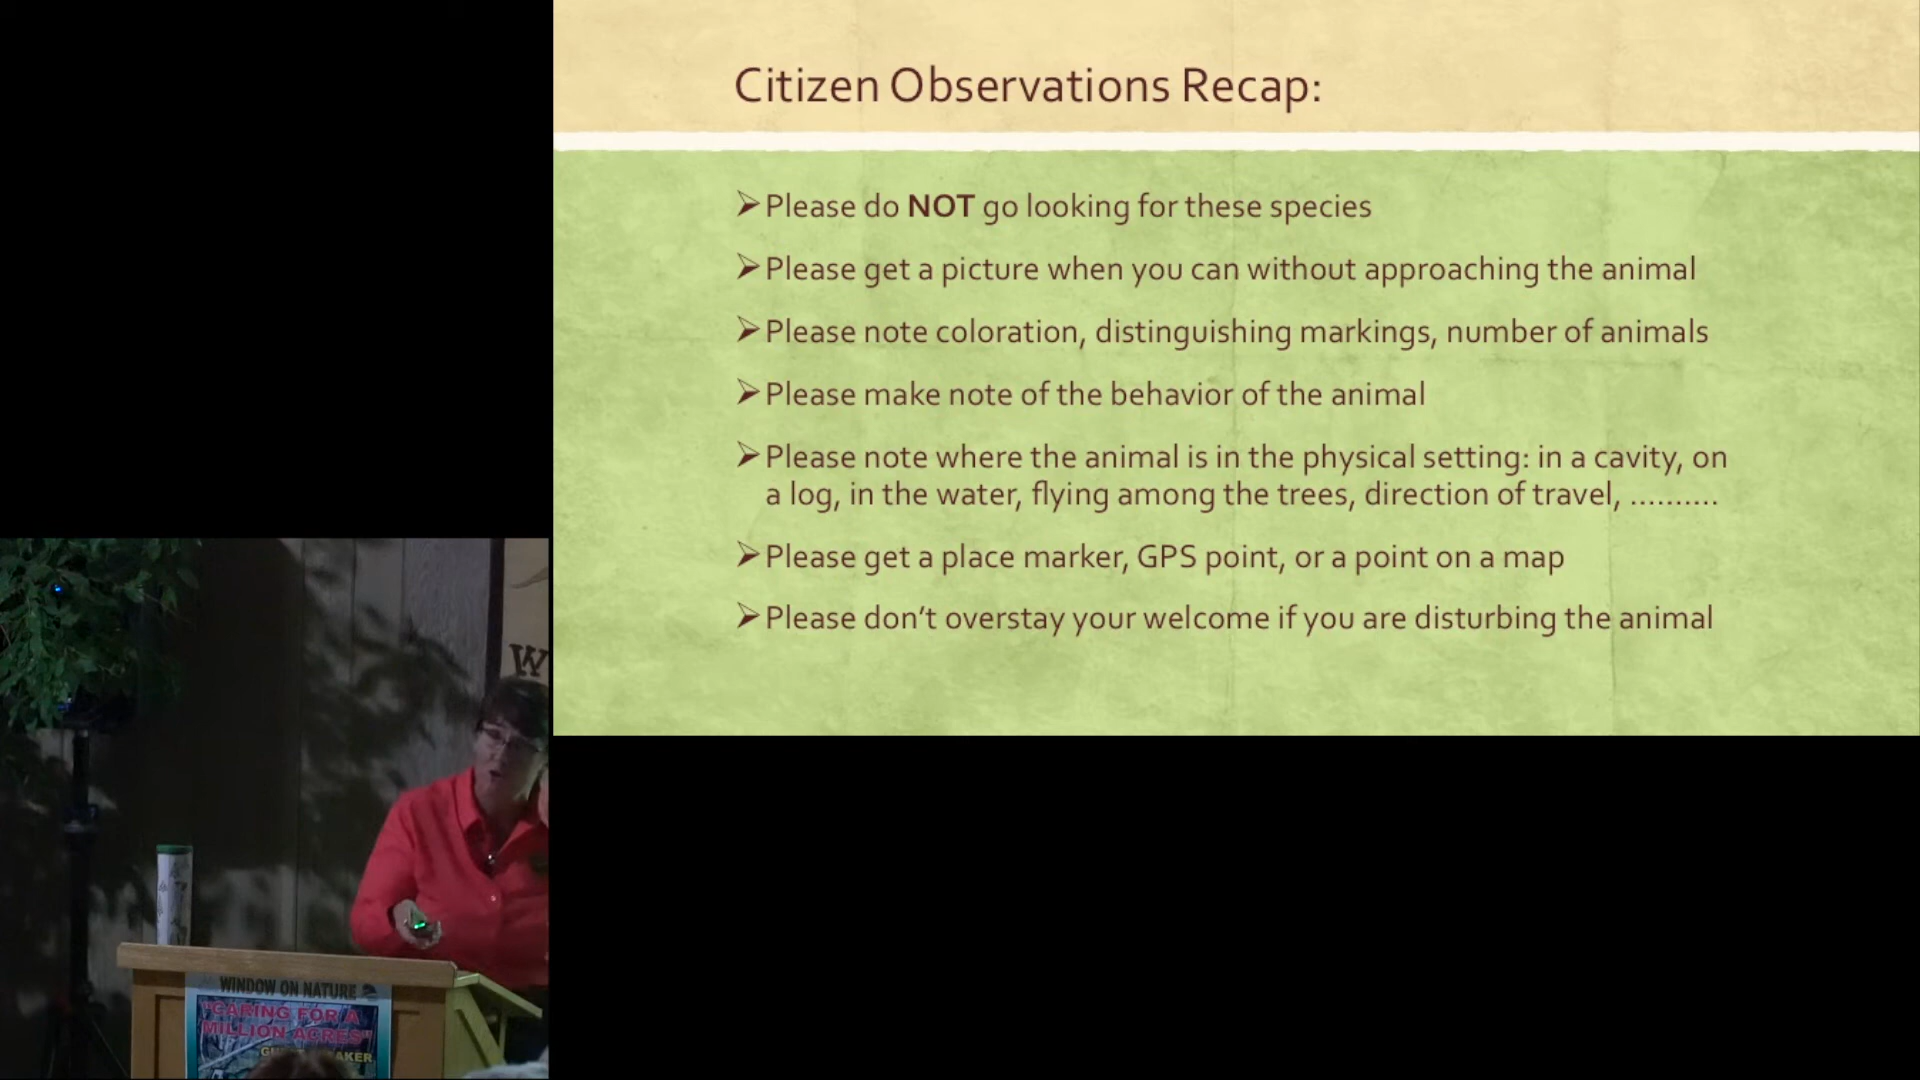 Citizen Observations Recap:
Please do NOT go looking for these species
Please get a picture when you can without approaching the animal
Please note coloration, distinguishing markings, number of animals
Please make note of the behavior of the animal
Please note where the animal is in the physical setting: in a cavity, on
a log, in the water, flying among the trees, direction of travel, ..........
Please get a place marker, GPS point, or a point on a map
Please don't overstay your welcome if you are disturbing the animal
W
WINDOW ON NATURE
"CARING FOR A
MILLION ACRES"